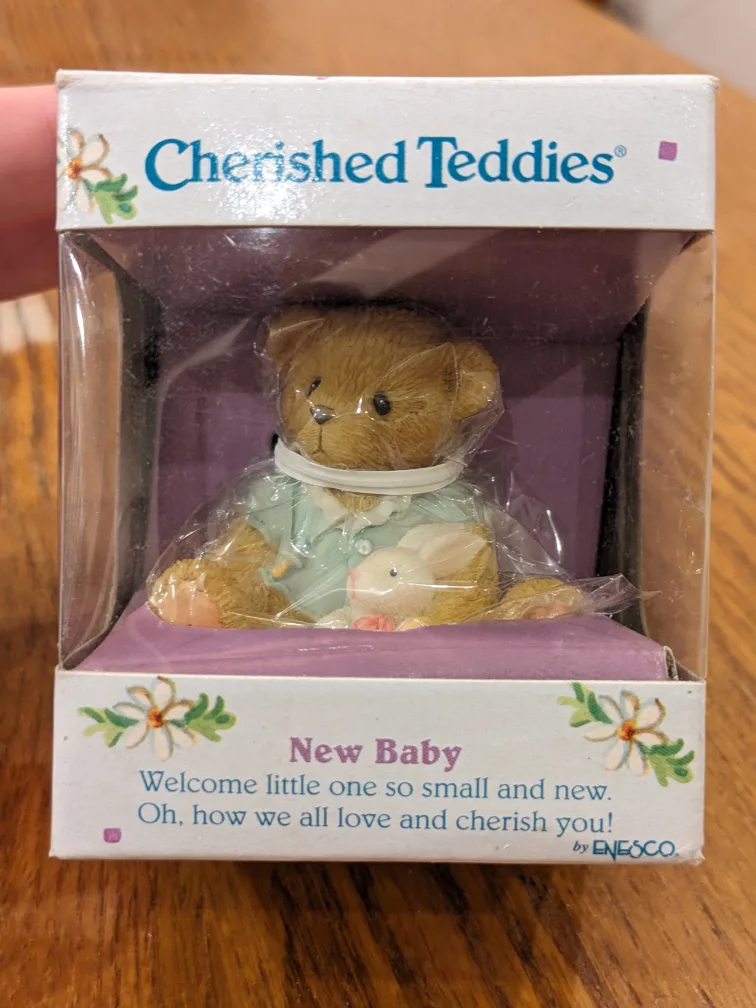 Cherished Teddies®
New Baby
Welcome little one so small and new.
Oh, how we all love and cherish you!
by ENESCO.